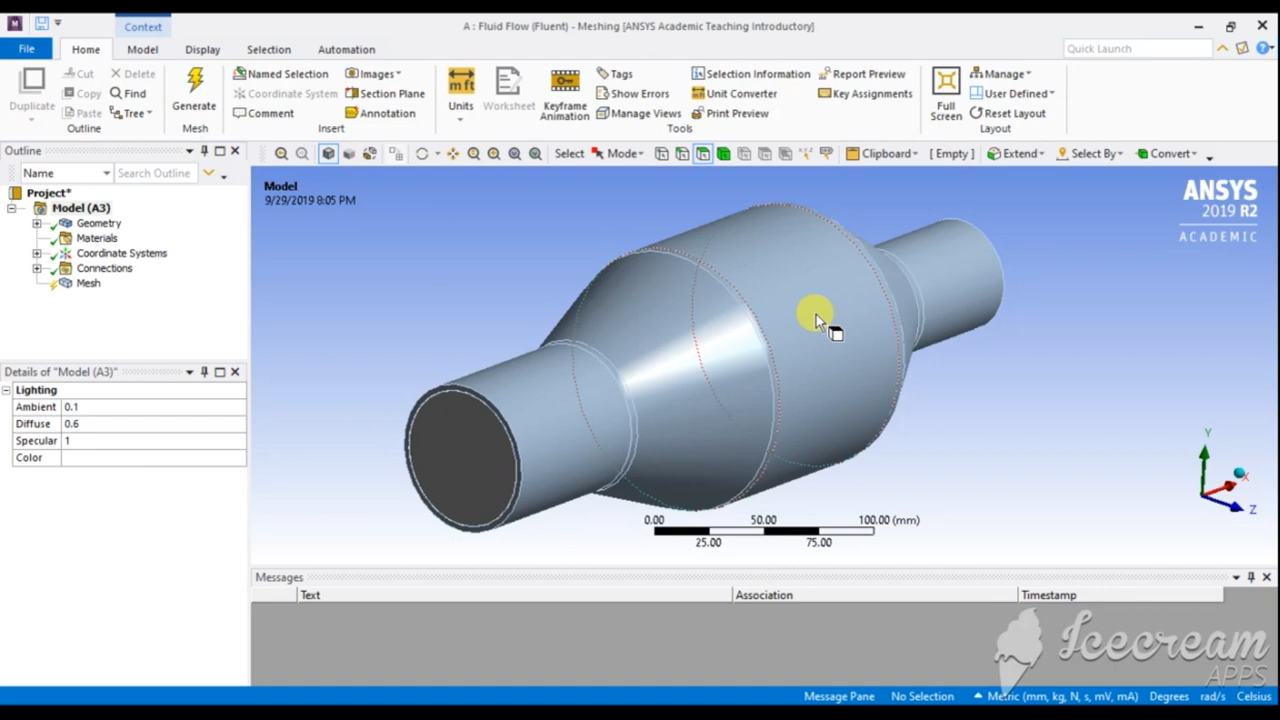 Context
A : Fluid Flow (Fluent) - Meshing [ANSYS Academic Teaching Introductory]
File Home Model Display Selection Automation Quick Launch
Duplicate Cut Copy Paste Delete Find Tree
Outline
Generate
Mesh
Named Selection Coordinate System Comment Images Section Plane Annotation
Insert
Units Worksheet Keyframe Animation Tags Show Errors Manage Views Selection Information Unit Converter Print Preview Report Preview Key Assignments
Tools
Full Screen Manage User Defined Reset Layout
Layout
Outline
Select Mode Clipboard [ Empty ] Extend Select By Convert
Name Search Outline
Project*
Model (A3)
Geometry
Materials
Coordinate Systems
Connections
Mesh
Details of "Model (A3)"
Lighting
Ambient 0.1
Diffuse 0.6
Specular 1
Color
Model
9/29/2019 8:05 PM
ANSYS
2019 R2
ACADEMIC
0.00 50.00 100.00 (mm)
25.00 75.00
Y
X
Z
Messages
Text Association Timestamp
Icecream
APPS
Message Pane No Selection Metric (mm, kg, N, s, mV, mA) Degrees rad/s Celsius